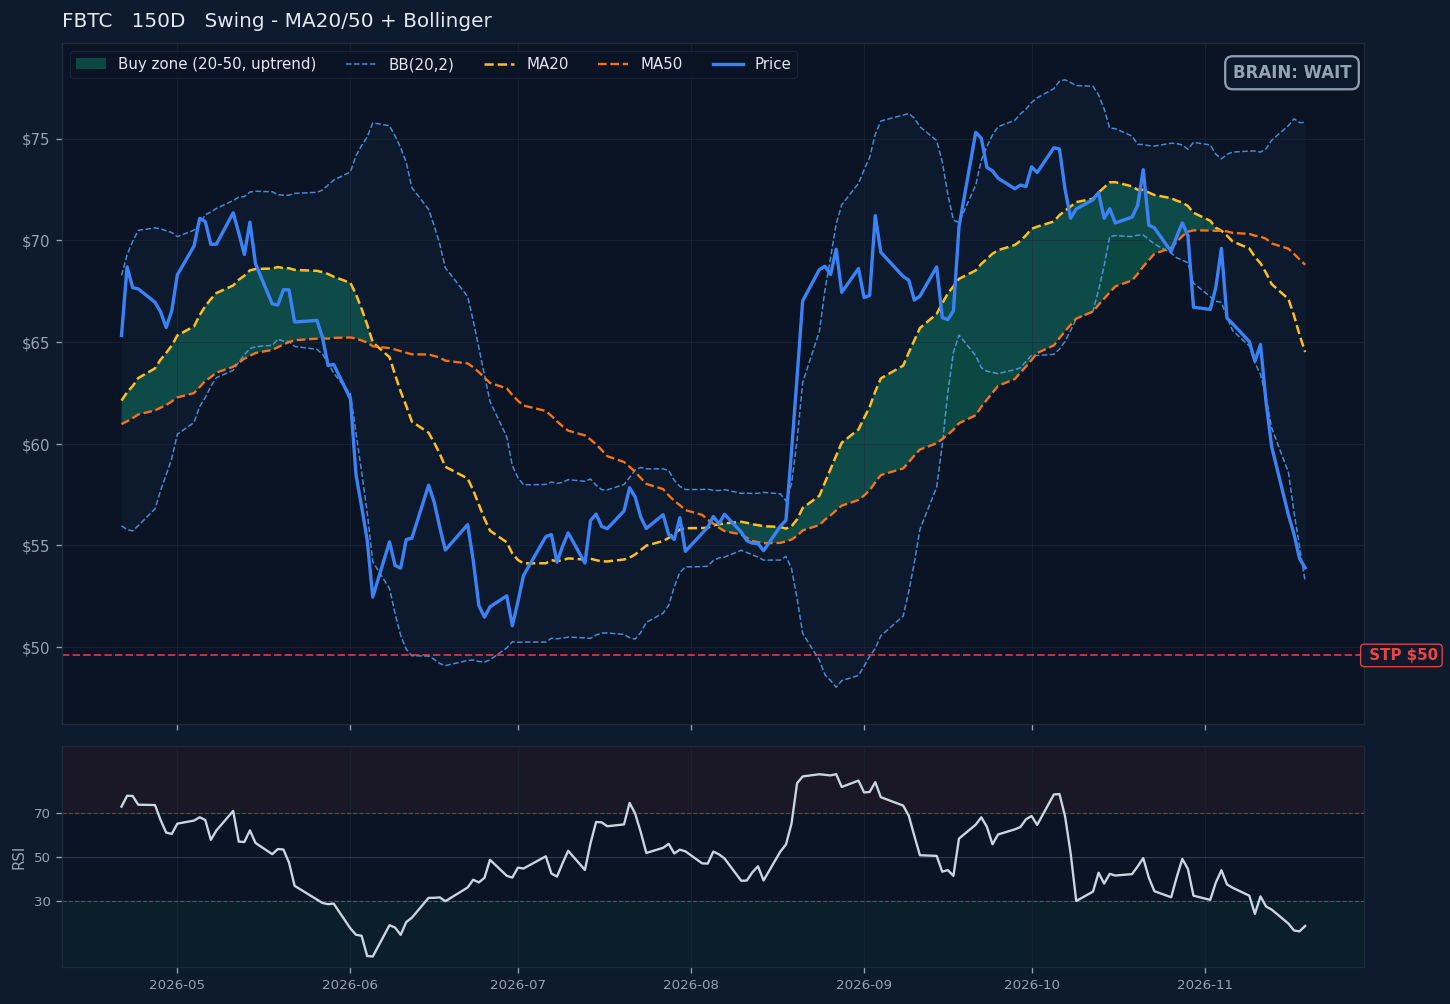 FBTC   150D   Swing - MA20/50 + Bollinger
Buy zone (20-50, uptrend)   BB(20,2)   MA20   MA50   Price
BRAIN: WAIT
$75
$70
$65
$60
$55
$50
STP $50
RSI
70
50
30
2026-05   2026-06   2026-07   2026-08   2026-09   2026-10   2026-11